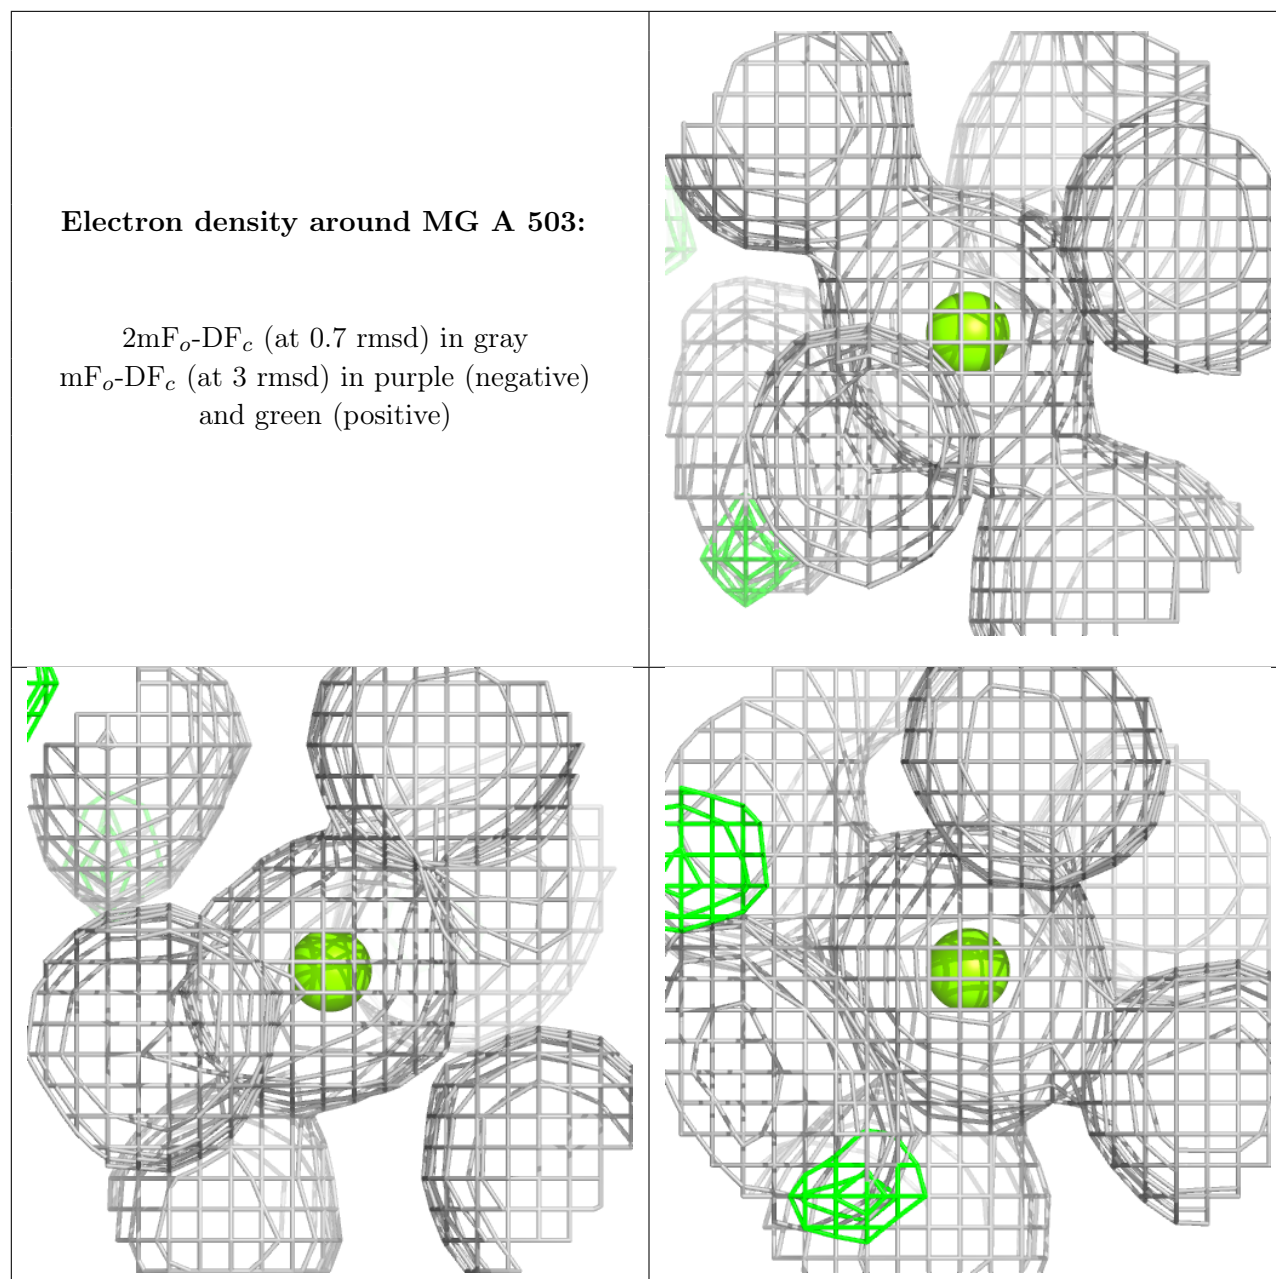 Electron density around MG A 503:
2mFo-DFc (at 0.7 rmsd) in gray
mFo-DFc (at 3 rmsd) in purple (negative)
and green (positive)